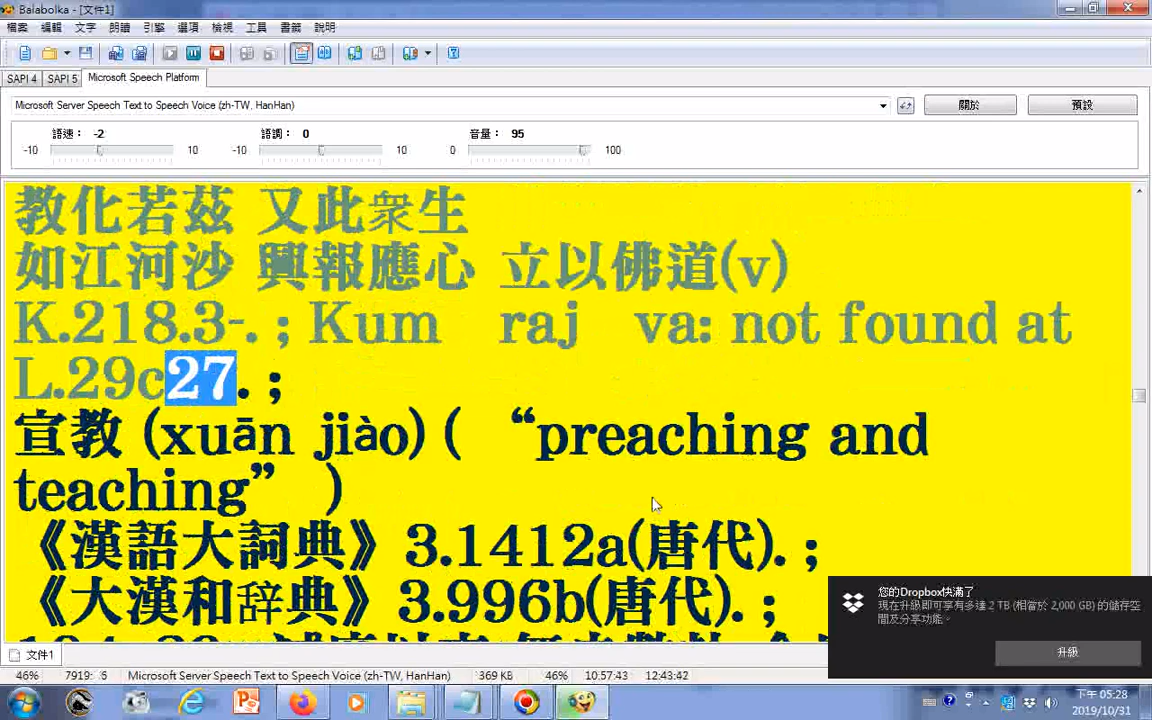 Balabolka - [文件1]
檔案 編輯 文字 朗讀 引擎 選項 檢視 工具 書籤 說明
SAPI 4 SAPI 5 Microsoft Speech Platform
Microsoft Server Speech Text to Speech Voice (zh-TW, HanHan)
關於 預設
語速： -2 語調： 0 音量： 95
-10 10 -10 10 0 100
教化若茲 又此衆生
如江河沙 興報應心 立以佛道(v)
K.218.3-. ; Kum raj va: not found at
L.29c27. ;
宣教 (xuān jiào) ( “preaching and
teaching” )
《漢語大詞典》 3.1412a(唐代). ;
《大漢和辞典》 3.996b(唐代). ;
您的Dropbox快滿了
現在升級即可享有多達 2 TB (相當於 2,000 GB) 的儲存空
間及分享功能。
升級
文件1
46% 7919: 6 Microsoft Server Speech Text to Speech Voice (zh-TW, HanHan) 369 KB 46% 10:57:43 12:43:42
下午 05:28
2019/10/31